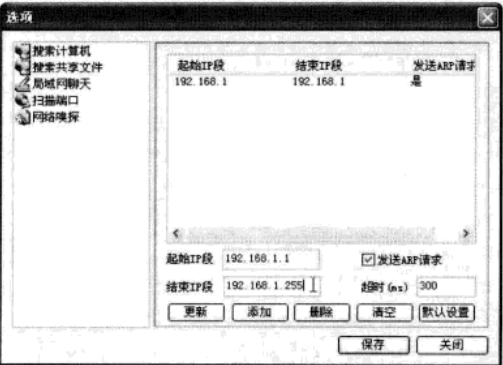 选项
搜索计算机
搜索共享文件
局域网聊天
扫描端口
网络嗅探
起始IP段 结束IP段 发送ARP请求
192.168.1 192.168.1 是
起始IP段 192.168.1.1 发送ARP请求
结束IP段 192.168.1.255 超时(ms) 300
更新 添加 删除 清空 默认设置
保存 关闭